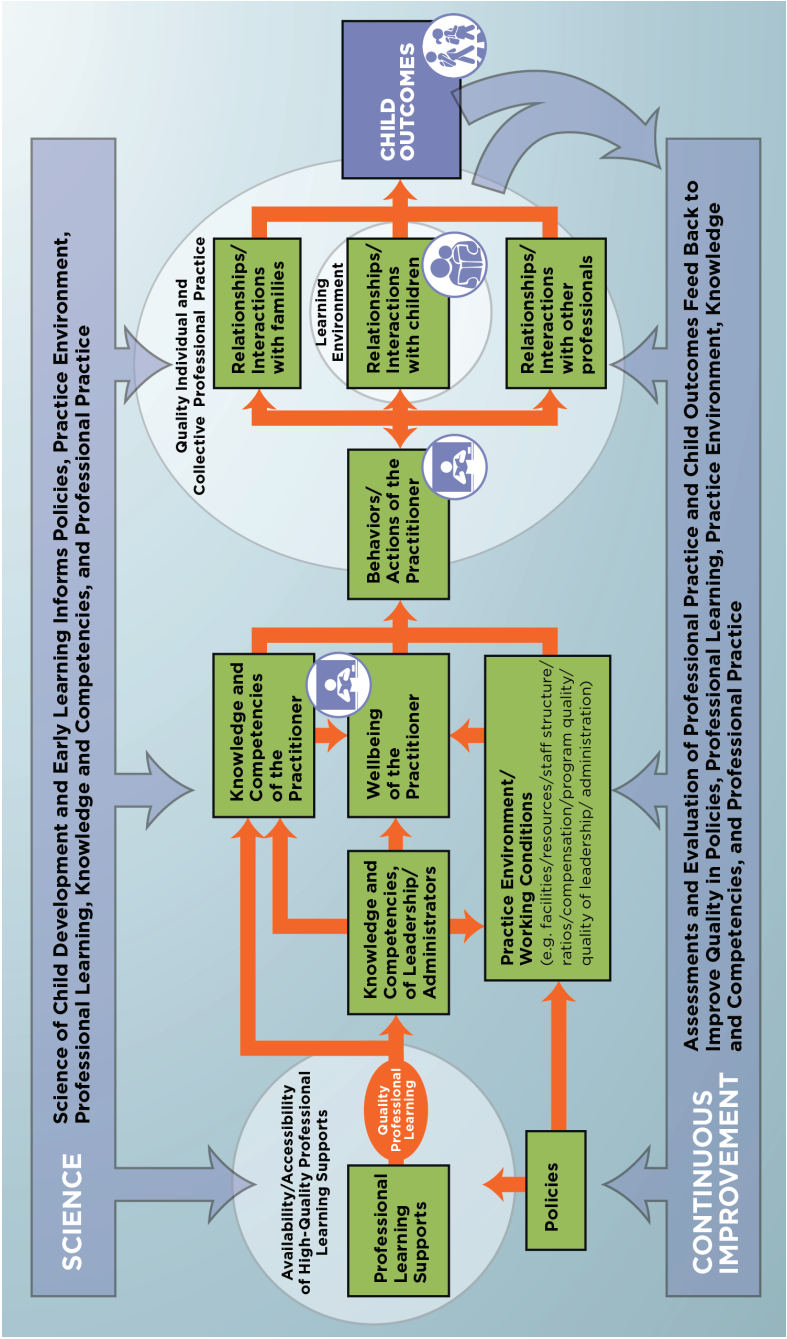 SCIENCE
Science of Child Development and Early Learning Informs Policies, Practice Environment,
Professional Learning, Knowledge and Competencies, and Professional Practice
Availability/Accessibility
of High-Quality Professional
Learning Supports
Professional
Learning
Supports
Quality
Professional
Learning
Policies
Knowledge and
Competencies,
of Leadership/
Administrators
Knowledge and
Competencies
of the
Practitioner
Wellbeing
of the
Practitioner
Practice Environment/
Working Conditions
(e.g. facilities/resources/staff structure/
ratios/compensation/program quality/
quality of leadership/ administration)
Behaviors/
Actions of the
Practitioner
Quality Individual and
Collective Professional Practice
Relationships/
Interactions
with families
Learning
Environment
Relationships/
Interactions
with children
Relationships/
Interactions
with other
professionals
CHILD
OUTCOMES
CONTINUOUS
IMPROVEMENT
Assessments and Evaluation of Professional Practice and Child Outcomes Feed Back to
Improve Quality in Policies, Professional Learning, Practice Environment, Knowledge
and Competencies, and Professional Practice